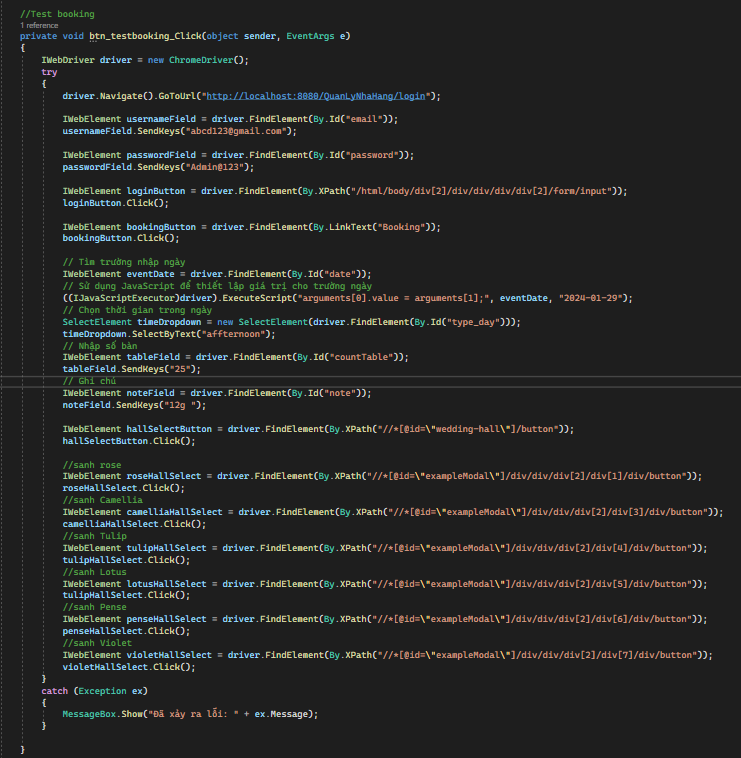 //Test booking
1 reference
private void btn_testbooking_Click(object sender, EventArgs e)
{
IWebDriver driver = new ChromeDriver();
try
{
driver.Navigate().GoToUrl("http://localhost:8080/QuanLyNhaHang/login");
IWebElement usernameField = driver.FindElement(By.Id("email"));
usernameField.SendKeys("abcd123@gmail.com");
IWebElement passwordField = driver.FindElement(By.Id("password"));
passwordField.SendKeys("Admin@123");
IWebElement loginButton = driver.FindElement(By.XPath("/html/body/div[2]/div/div/div/div[2]/form/input"));
loginButton.Click();
IWebElement bookingButton = driver.FindElement(By.LinkText("Booking"));
bookingButton.Click();
// Tìm trường nhập ngày
IWebElement eventDate = driver.FindElement(By.Id("date"));
// Sử dụng JavaScript để thiết lập giá trị cho trường ngày
((IJavaScriptExecutor)driver).ExecuteScript("arguments[0].value = arguments[1];", eventDate, "2024-01-29");
// Chọn thời gian trong ngày
SelectElement timeDropdown = new SelectElement(driver.FindElement(By.Id("type_day")));
timeDropdown.SelectByText("affternoon");
// Nhập số bàn
IWebElement tableField = driver.FindElement(By.Id("countTable"));
tableField.SendKeys("25");
// Ghi chú
IWebElement noteField = driver.FindElement(By.Id("note"));
noteField.SendKeys("12g ");
IWebElement hallSelectButton = driver.FindElement(By.XPath("//*[@id=\"wedding-hall\"]/button"));
hallSelectButton.Click();
//sanh rose
IWebElement roseHallSelect = driver.FindElement(By.XPath("//*[@id=\"exampleModal\"]/div/div/div[2]/div[1]/div/button"));
roseHallSelect.Click();
//sanh Camellia
IWebElement camelliaHallSelect = driver.FindElement(By.XPath("//*[@id=\"exampleModal\"]/div/div/div[2]/div[3]/div/button"));
camelliaHallSelect.Click();
//sanh Tulip
IWebElement tulipHallSelect = driver.FindElement(By.XPath("//*[@id=\"exampleModal\"]/div/div/div[2]/div[4]/div/button"));
tulipHallSelect.Click();
//sanh Lotus
IWebElement lotusHallSelect = driver.FindElement(By.XPath("//*[@id=\"exampleModal\"]/div/div/div[2]/div[5]/div/button"));
tulipHallSelect.Click();
//sanh Pense
IWebElement penseHallSelect = driver.FindElement(By.XPath("//*[@id=\"exampleModal\"]/div/div/div[2]/div[6]/div/button"));
penseHallSelect.Click();
//sanh Violet
IWebElement violetHallSelect = driver.FindElement(By.XPath("//*[@id=\"exampleModal\"]/div/div/div[2]/div[7]/div/button"));
violetHallSelect.Click();
}
catch (Exception ex)
{
MessageBox.Show("Đã xảy ra lỗi: " + ex.Message);
}
}